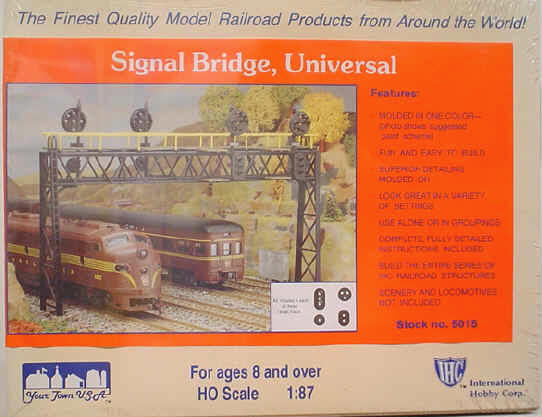 The Finest Quality Model Railroad Products from Around the World!
Signal Bridge, Universal
Features:
MOLDED IN ONE COLOR—
(photo shows suggested
paint scheme)
FUN AND EASY TO BUILD
SUPERIOR DETAILING
MOLDED ON
LOOK GREAT IN A VARIETY
OF SETTINGS
USE ALONE OR IN GROUPINGS
COMPLETE, FULLY DETAILED
INSTRUCTIONS INCLUDED
BUILD THE ENTIRE SERIES OF
IHC RAILROAD STRUCTURES
SCENERY AND LOCOMOTIVES
NOT INCLUDED
Stock no. 5015
Your Town USA
For ages 8 and over
HO Scale 1:87
IHC
International
Hobby Corp.